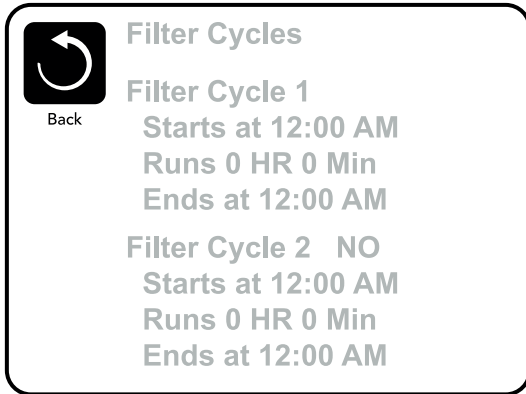 Filter Cycles
Back
Filter Cycle 1
Starts at 12:00 AM
Runs 0 HR 0 Min
Ends at 12:00 AM
Filter Cycle 2 NO
Starts at 12:00 AM
Runs 0 HR 0 Min
Ends at 12:00 AM